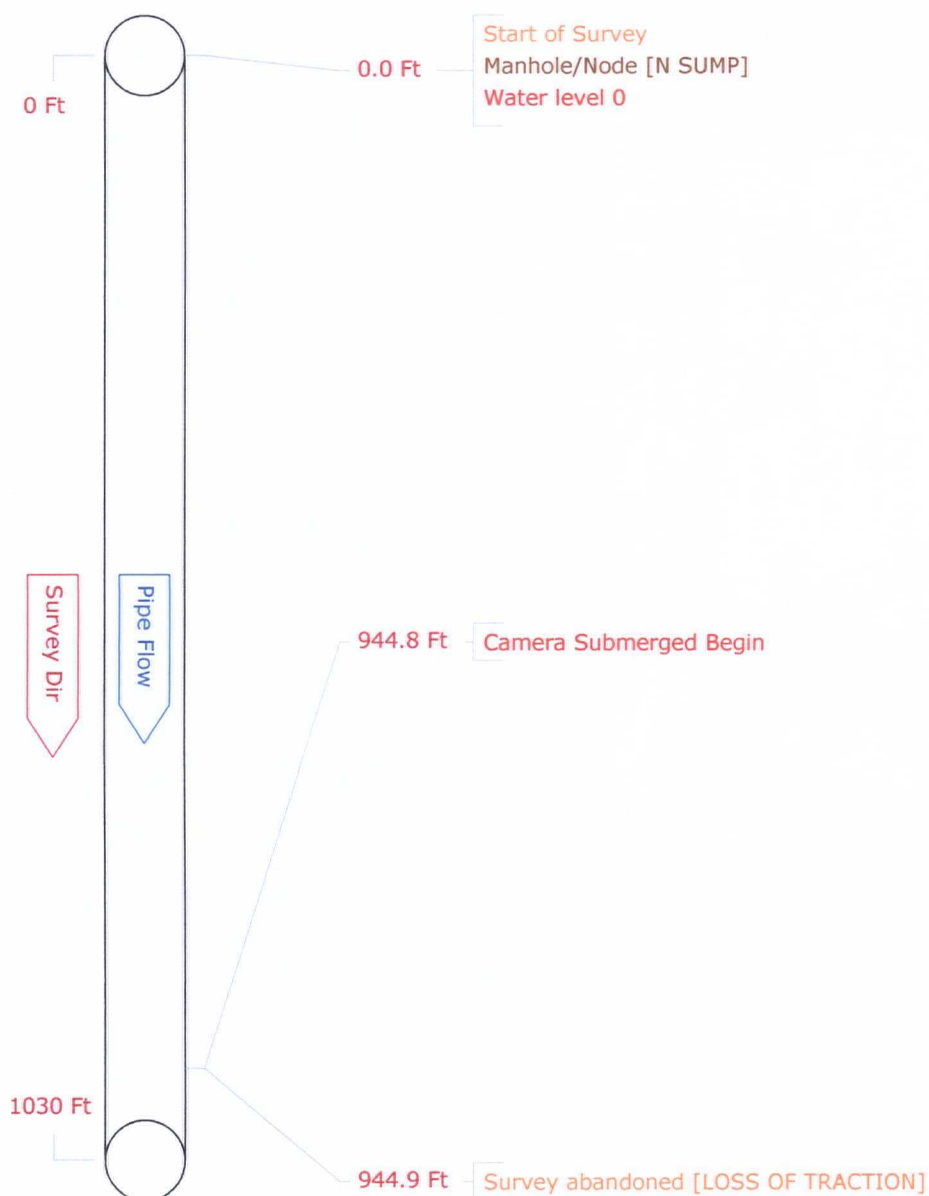 Start of Survey
0.0 Ft
Manhole/Node [N SUMP]
0 Ft
Water level 0
Survey Dir
Pipe Flow
944.8 Ft
Camera Submerged Begin
1030 Ft
944.9 Ft
Survey abandoned [LOSS OF TRACTION]